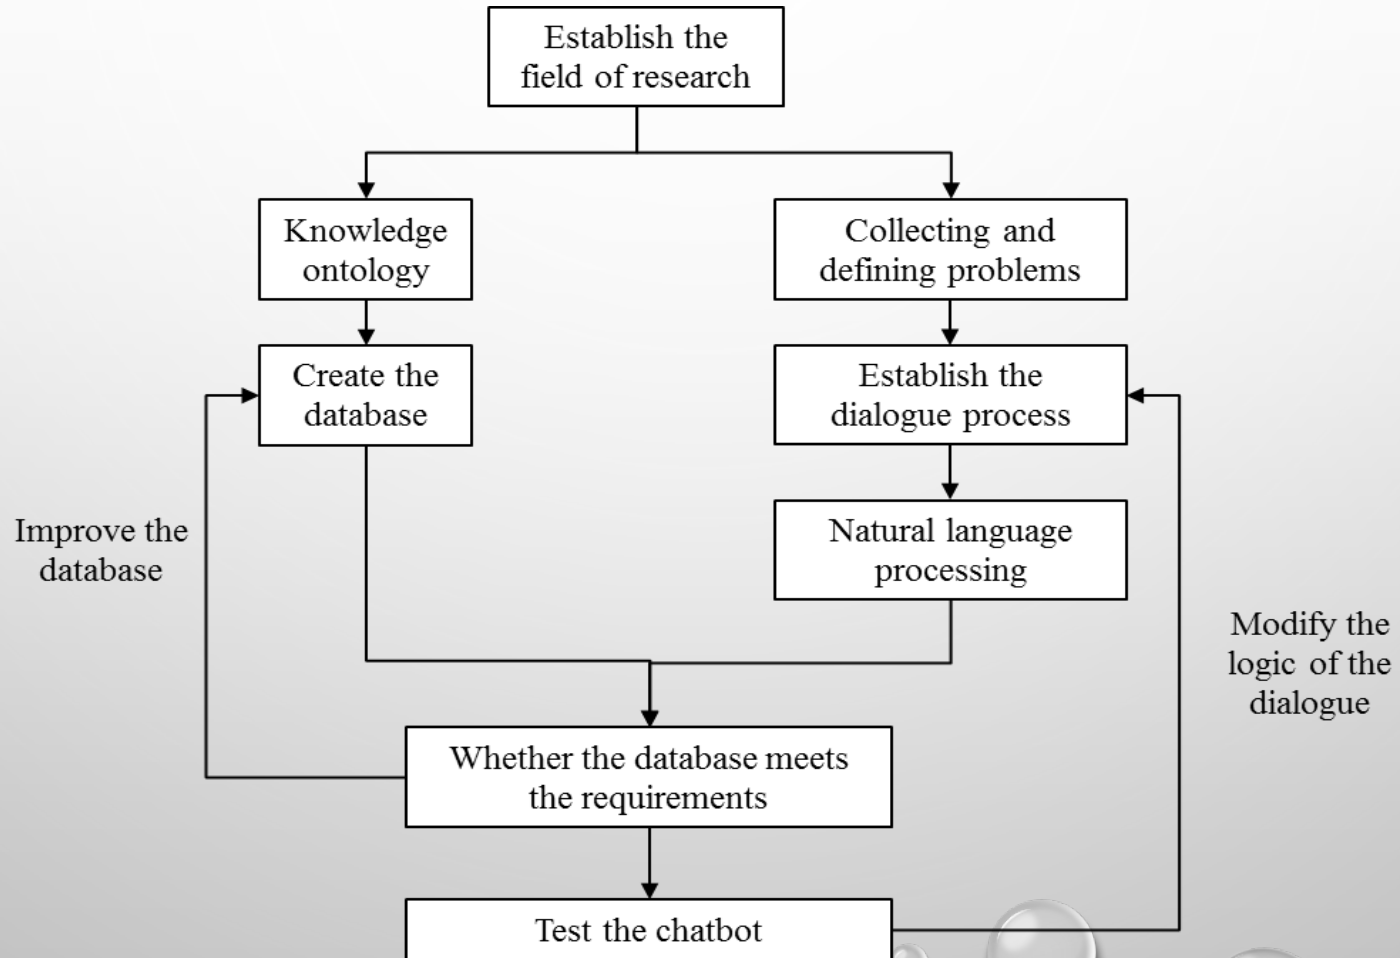 Establish the
field of research
Knowledge
ontology
Collecting and
defining problems
Create the
database
Establish the
dialogue process
Improve the
database
Natural language
processing
Modify the
logic of the
dialogue
Whether the database meets
the requirements
Test the chatbot